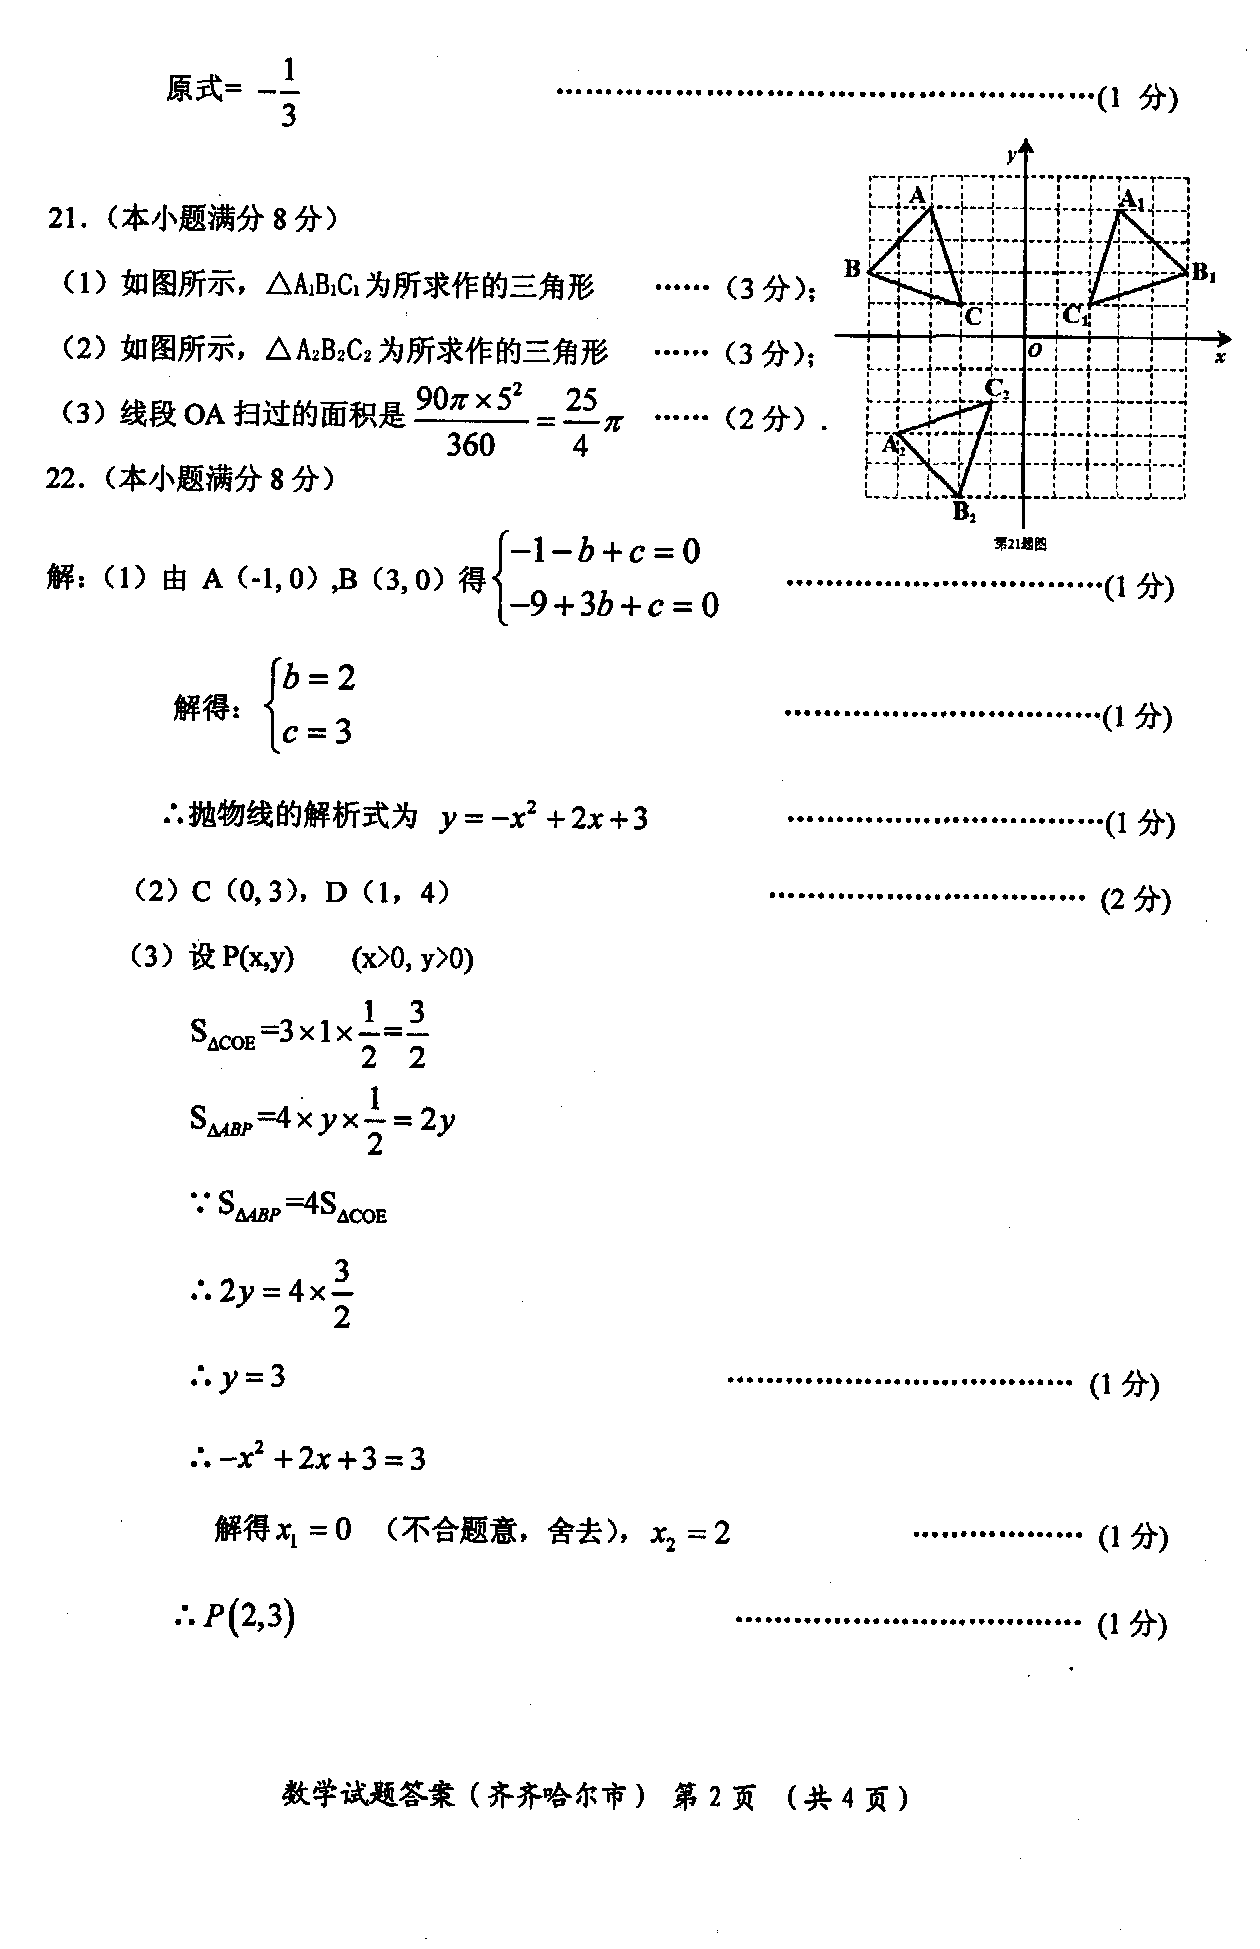 原式= -1/3 ……………………………………………(1 分)
21.（本小题满分 8 分）
（1）如图所示，△A₁B₁C₁为所求作的三角形 ……（3 分）;
（2）如图所示，△A₂B₂C₂为所求作的三角形 ……（3 分）;
（3）线段 OA 扫过的面积是 90π×5²/360 = 25/4 π ……（2 分）.
y
A
A₁
B
B₁
C
C₁
O
x
C₂
A₂
B₂
第21题图
22.（本小题满分 8 分）
解:（1）由 A（-1, 0）,B（3, 0）得 {-1-b+c=0 …………………………(1 分)
-9+3b+c=0
解得: {b=2 …………………………(1 分)
c=3
∴抛物线的解析式为 y=-x²+2x+3 …………………………(1 分)
（2）C（0, 3），D（1，4） ………………………… (2 分)
（3）设 P(x,y) (x>0, y>0)
S△COE=3×1×1/2=3/2
S△ABP=4×y×1/2=2y
∵S△ABP=4S△COE
∴2y=4×3/2
∴y=3 ………………………… (1 分)
∴-x²+2x+3=3
解得x₁=0 （不合题意，舍去），x₂=2 …………… (1 分)
∴P(2,3) ………………………… (1 分)
数学试题答案（齐齐哈尔市） 第 2 页 （共 4 页）